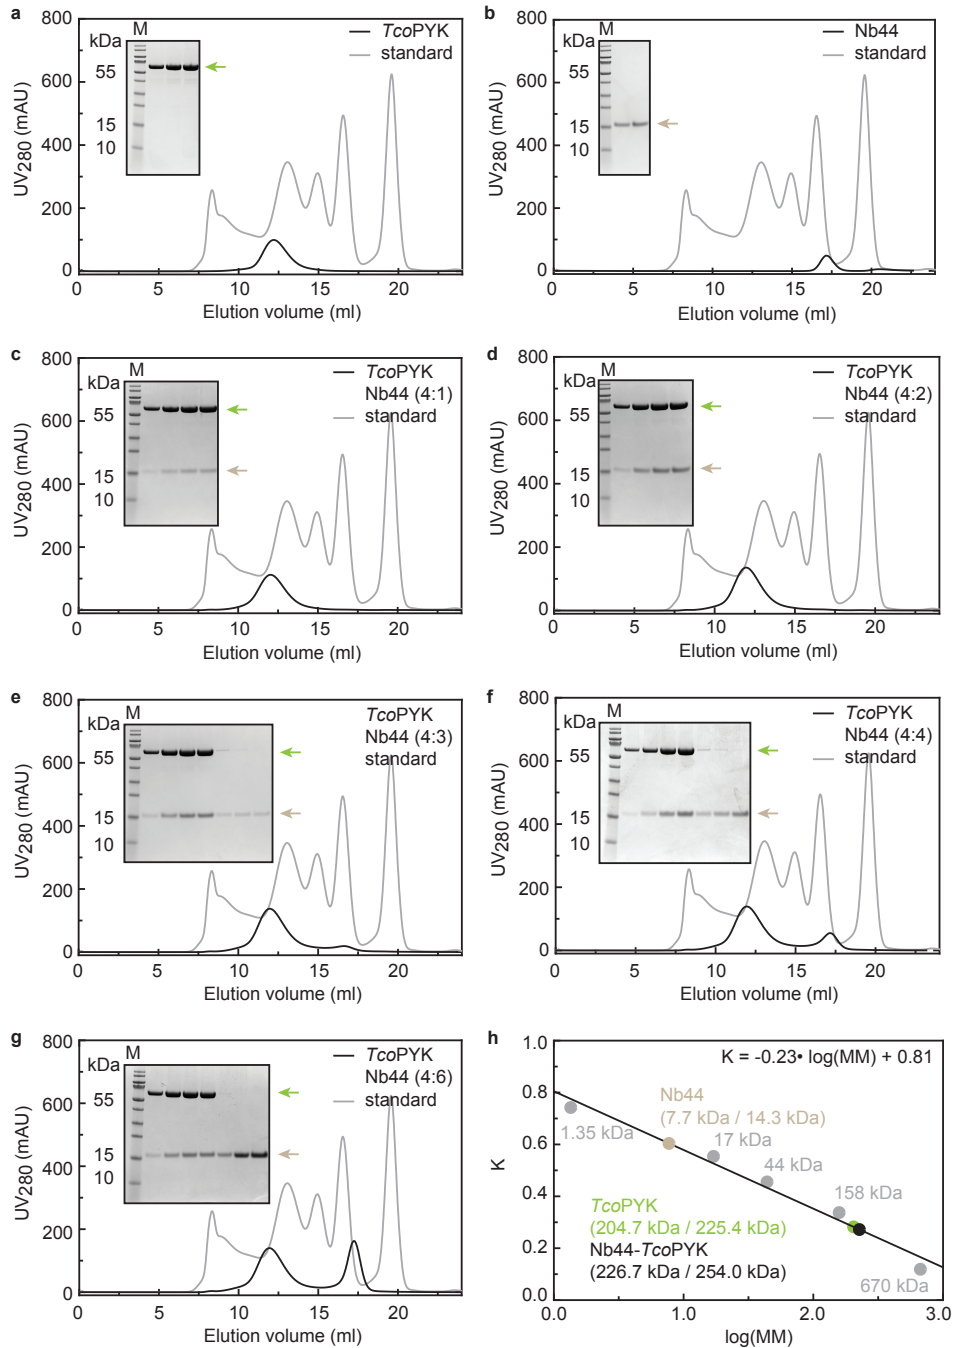 a
800
600
400
200
0
UV280 (mAU)
kDa
M
55
15
10
TcoPYK
standard
0
5
10
15
20
Elution volume (ml)
b
800
600
400
200
0
UV280 (mAU)
kDa
M
55
15
10
Nb44
standard
0
5
10
15
20
Elution volume (ml)
c
800
600
400
200
0
UV280 (mAU)
kDa
M
55
15
10
TcoPYK
Nb44 (4:1)
standard
0
5
10
15
20
Elution volume (ml)
d
800
600
400
200
0
UV280 (mAU)
kDa
M
55
15
10
TcoPYK
Nb44 (4:2)
standard
0
5
10
15
20
Elution volume (ml)
e
800
600
400
200
0
UV280 (mAU)
kDa
M
55
15
10
TcoPYK
Nb44 (4:3)
standard
0
5
10
15
20
Elution volume (ml)
f
800
600
400
200
0
UV280 (mAU)
kDa
M
55
15
10
TcoPYK
Nb44 (4:4)
standard
0
5
10
15
20
Elution volume (ml)
g
800
600
400
200
0
UV280 (mAU)
kDa
M
55
15
10
TcoPYK
Nb44 (4:6)
standard
0
5
10
15
20
Elution volume (ml)
h
1.0
0.8
0.6
0.4
0.2
0.0
K
K = -0.23• log(MM) + 0.81
Nb44
(7.7 kDa / 14.3 kDa)
1.35 kDa
17 kDa
44 kDa
158 kDa
TcoPYK
(204.7 kDa / 225.4 kDa)
Nb44-TcoPYK
(226.7 kDa / 254.0 kDa)
670 kDa
0.0
1.0
2.0
3.0
log(MM)